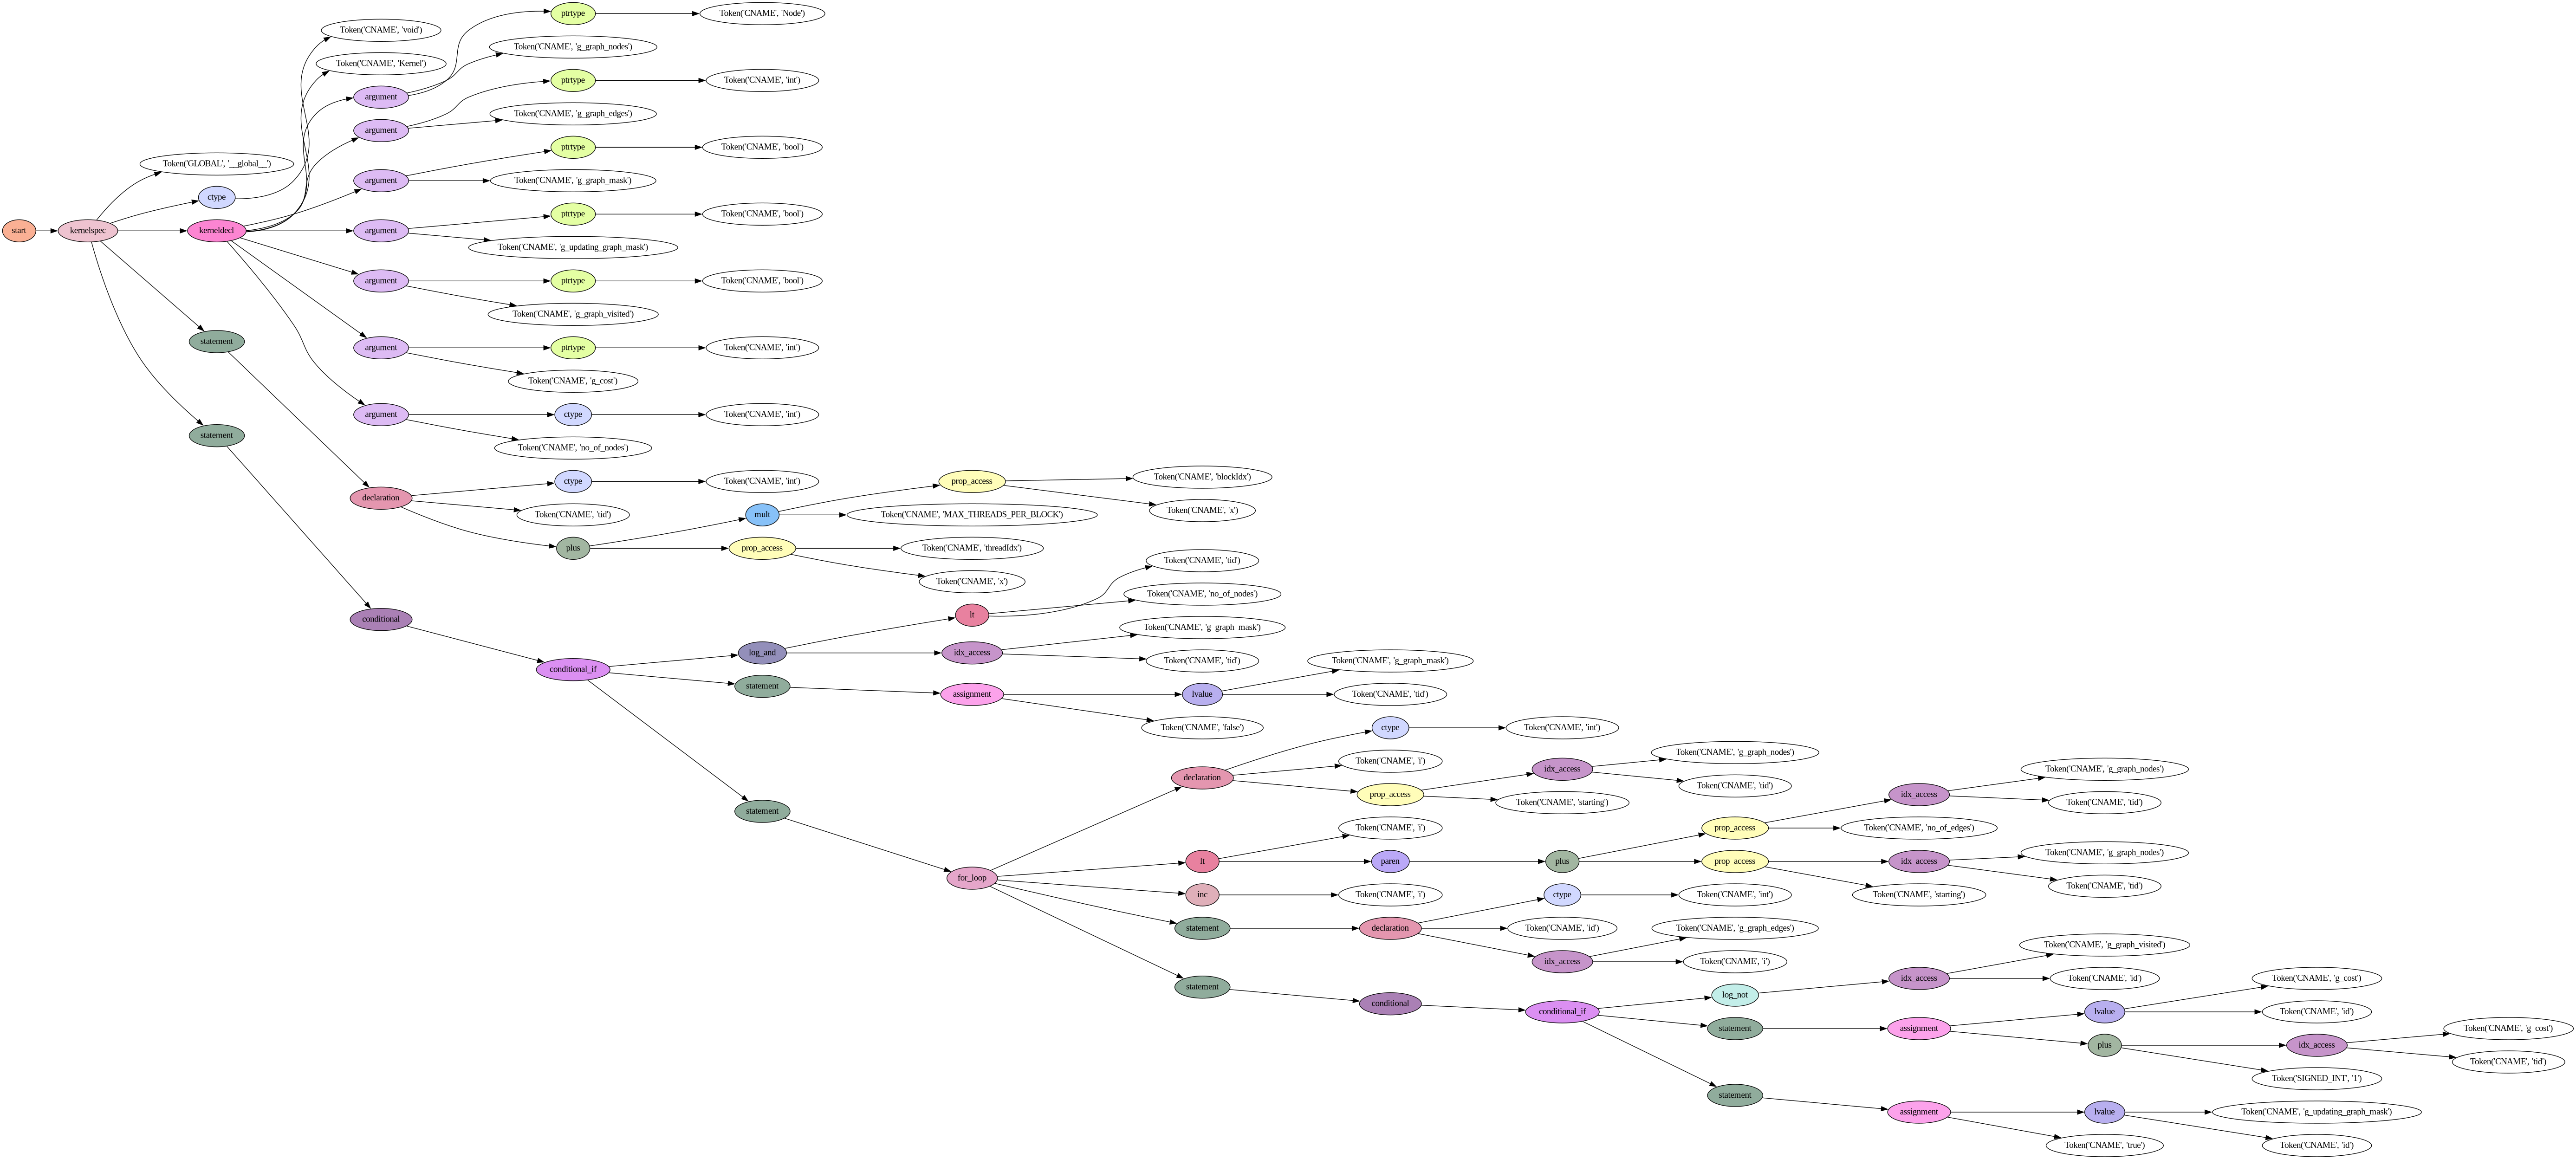 start
kernelspec
Token('GLOBAL', '__global__')
ctype
Token('CNAME', 'void')
kerneldecl
Token('CNAME', 'Kernel')
argument
ptrtype
Token('CNAME', 'Node')
Token('CNAME', 'g_graph_nodes')
argument
ptrtype
Token('CNAME', 'int')
Token('CNAME', 'g_graph_edges')
argument
ptrtype
Token('CNAME', 'bool')
Token('CNAME', 'g_graph_mask')
argument
ptrtype
Token('CNAME', 'bool')
Token('CNAME', 'g_updating_graph_mask')
argument
ptrtype
Token('CNAME', 'bool')
Token('CNAME', 'g_graph_visited')
argument
ptrtype
Token('CNAME', 'int')
Token('CNAME', 'g_cost')
argument
ctype
Token('CNAME', 'int')
Token('CNAME', 'no_of_nodes')
statement
declaration
ctype
Token('CNAME', 'int')
Token('CNAME', 'tid')
plus
mult
prop_access
Token('CNAME', 'blockIdx')
Token('CNAME', 'x')
Token('CNAME', 'MAX_THREADS_PER_BLOCK')
prop_access
Token('CNAME', 'threadIdx')
Token('CNAME', 'x')
statement
conditional
conditional_if
log_and
lt
Token('CNAME', 'tid')
Token('CNAME', 'no_of_nodes')
idx_access
Token('CNAME', 'g_graph_mask')
Token('CNAME', 'tid')
statement
assignment
lvalue
Token('CNAME', 'g_graph_mask')
Token('CNAME', 'tid')
Token('CNAME', 'false')
statement
for_loop
declaration
ctype
Token('CNAME', 'int')
Token('CNAME', 'i')
prop_access
idx_access
Token('CNAME', 'g_graph_nodes')
Token('CNAME', 'tid')
Token('CNAME', 'starting')
lt
Token('CNAME', 'i')
paren
plus
prop_access
idx_access
Token('CNAME', 'g_graph_nodes')
Token('CNAME', 'tid')
Token('CNAME', 'no_of_edges')
prop_access
idx_access
Token('CNAME', 'g_graph_nodes')
Token('CNAME', 'tid')
Token('CNAME', 'starting')
inc
Token('CNAME', 'i')
statement
declaration
ctype
Token('CNAME', 'int')
Token('CNAME', 'id')
idx_access
Token('CNAME', 'g_graph_edges')
Token('CNAME', 'i')
statement
conditional
conditional_if
log_not
idx_access
Token('CNAME', 'g_graph_visited')
Token('CNAME', 'id')
statement
assignment
lvalue
Token('CNAME', 'g_cost')
Token('CNAME', 'id')
plus
idx_access
Token('CNAME', 'g_cost')
Token('CNAME', 'tid')
Token('SIGNED_INT', '1')
statement
assignment
lvalue
Token('CNAME', 'g_updating_graph_mask')
Token('CNAME', 'id')
Token('CNAME', 'true')